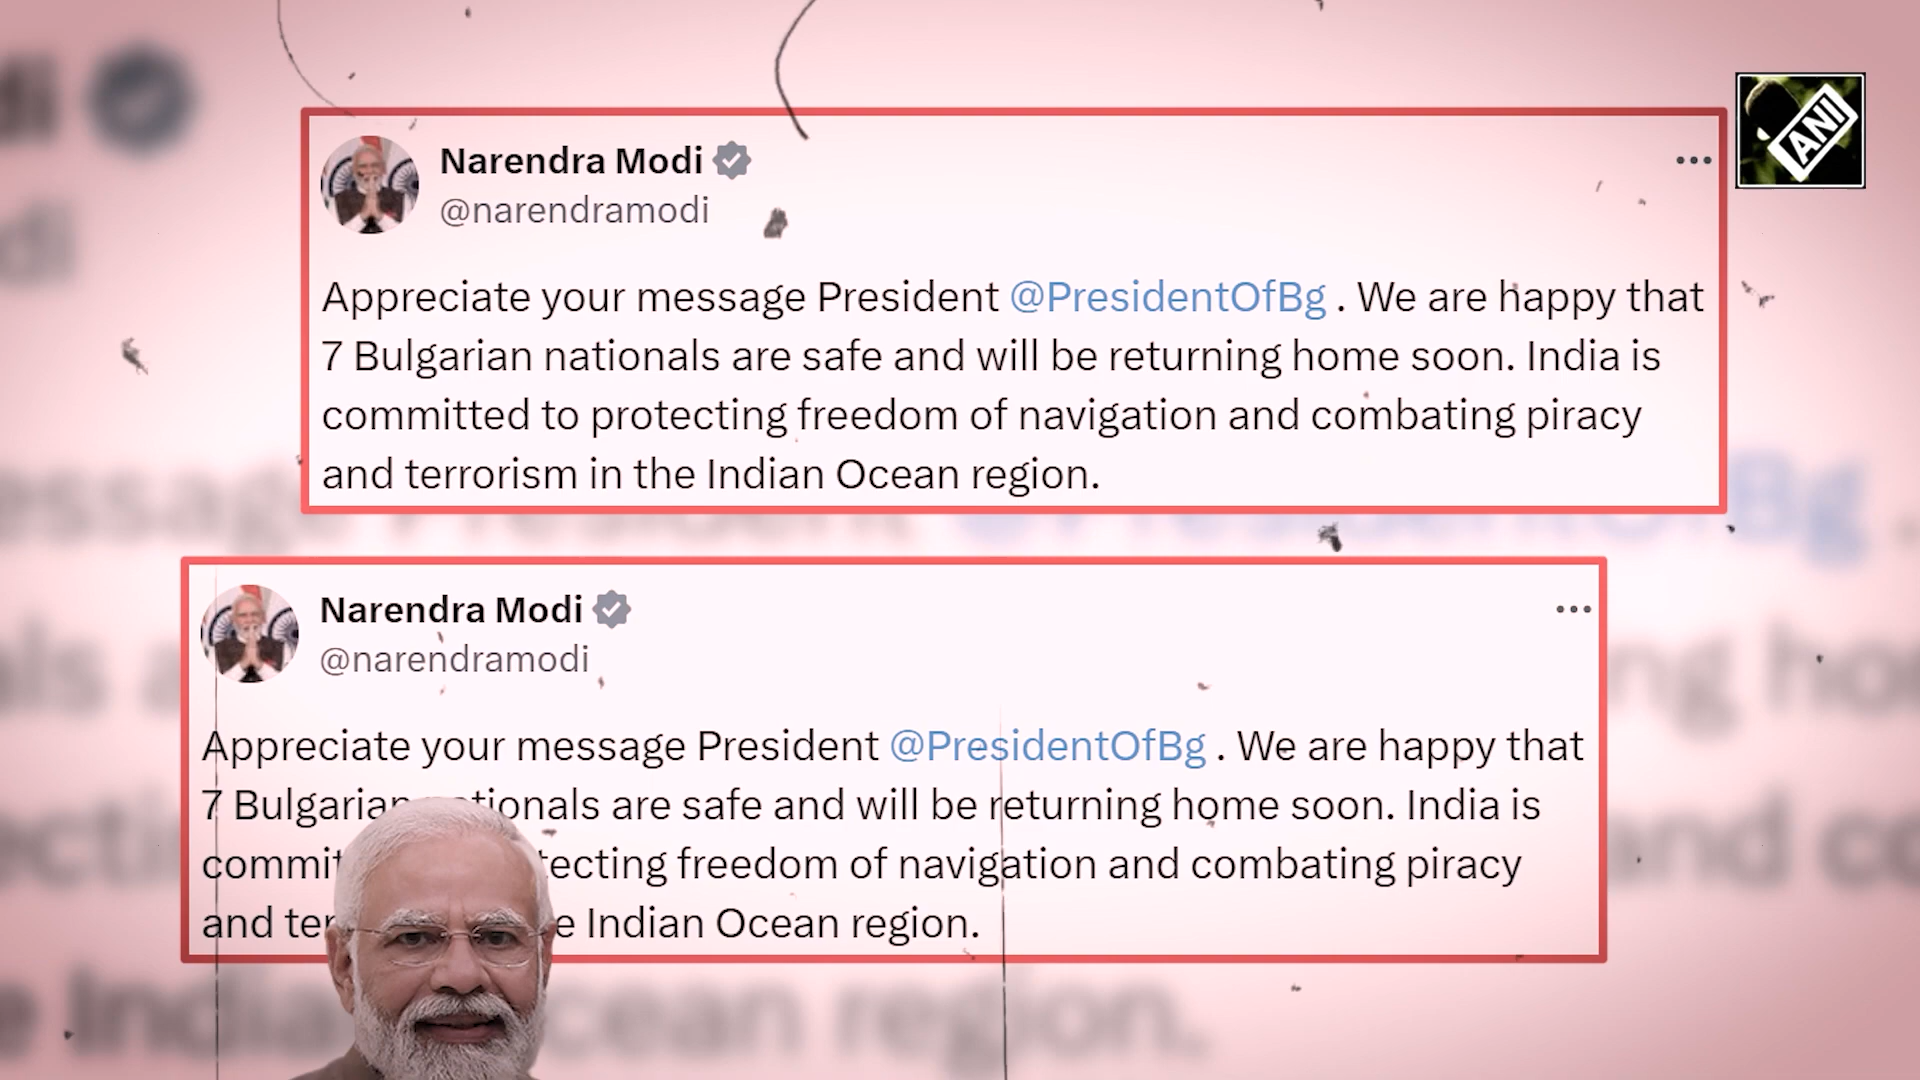 ANI
Narendra Modi
@narendramodi
Appreciate your message President @PresidentOfBg . We are happy that
7 Bulgarian nationals are safe and will be returning home soon. India is
committed to protecting freedom of navigation and combating piracy
and terrorism in the Indian Ocean region.
Narendra Modi
@narendramodi
Appreciate your message President @PresidentOfBg . We are happy that
7 Bulgarian tionals are safe and will be returning home soon. India is
commit tecting freedom of navigation and combating piracy
and ter e Indian Ocean region.